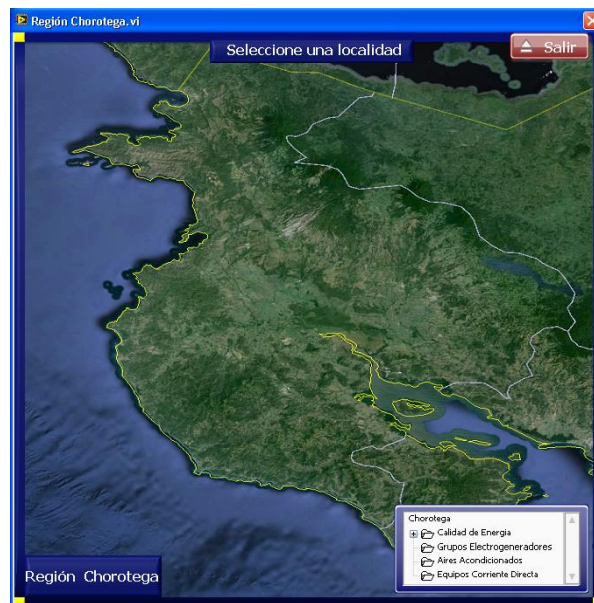 Región Chorotega.vi
Seleccione una localidad
Salir
Chorotega
Calidad de Energia
Grupos Electrogeneradores
Aires Acondicionados
Equipos Corriente Directa
Región Chorotega